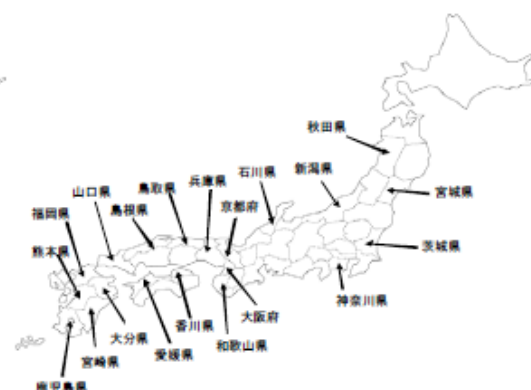 秋田県
新潟県
石川県
兵庫県
鳥取県
山口県
宮城県
島根県
京都府
福岡県
茨城県
熊本県
神奈川県
大阪府
香川県
大分県
和歌山県
愛媛県
宮崎県
鹿児島県